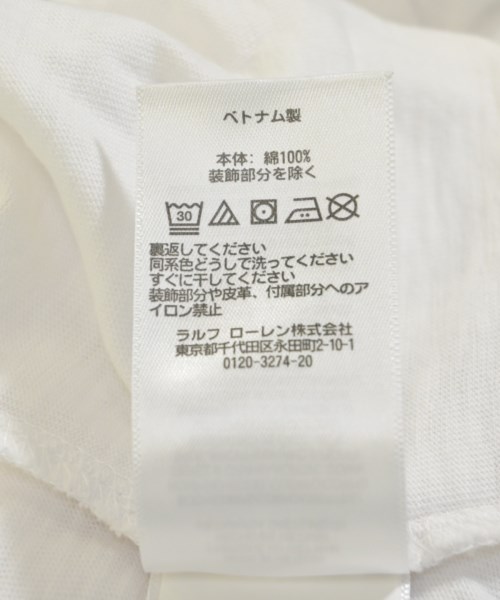 ベトナム製
本体: 綿100%
装飾部分を除く
30
裏返してください
同系色どうしで洗ってください
すぐに干してください
装飾部分や皮革、付属部分へのア
イロン禁止
ラルフ ローレン株式会社
東京都千代田区永田町2-10-1
0120-3274-20